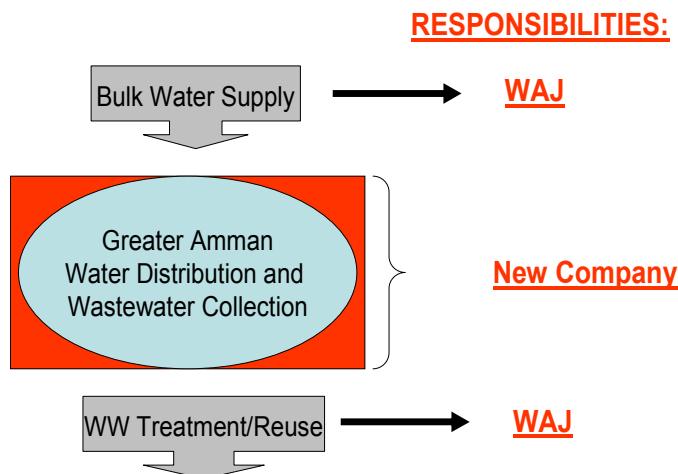 RESPONSIBILITIES:
Bulk Water Supply
WAJ
Greater Amman
Water Distribution and
Wastewater Collection
New Company
WW Treatment/Reuse
WAJ